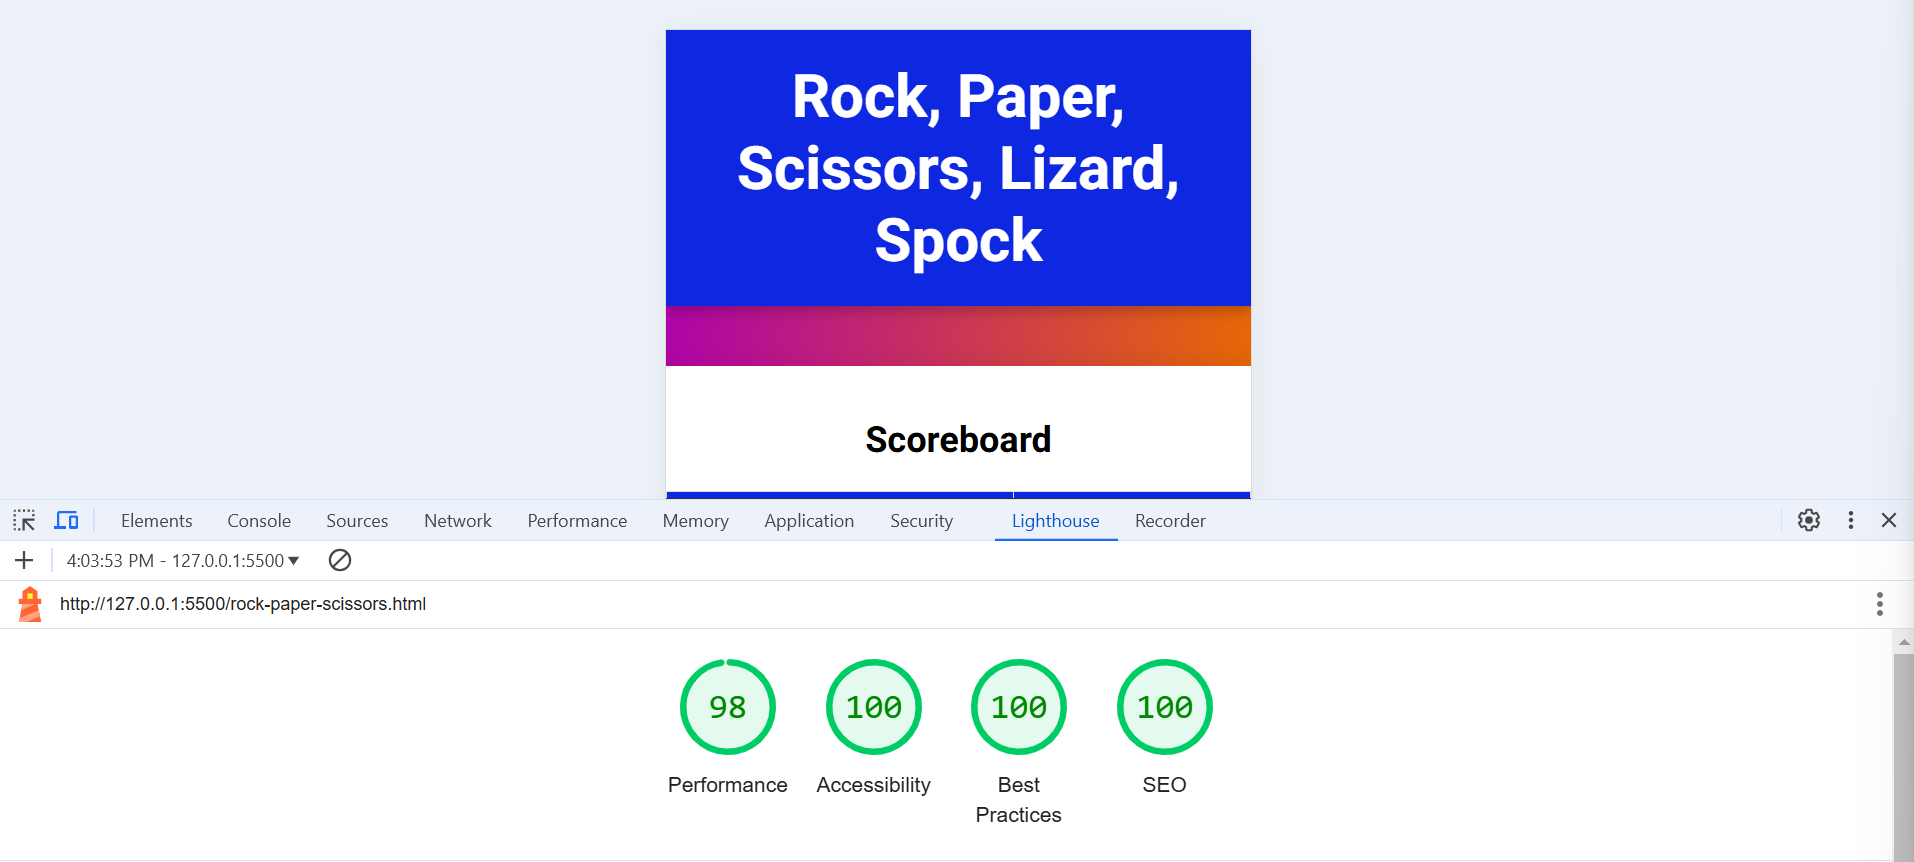 Rock, Paper,
Scissors, Lizard,
Spock
Scoreboard
Elements Console Sources Network Performance Memory Application Security Lighthouse Recorder
4:03:53 PM - 127.0.0.1:5500
http://127.0.0.1:5500/rock-paper-scissors.html
98 100 100 100
Performance Accessibility Best Practices SEO